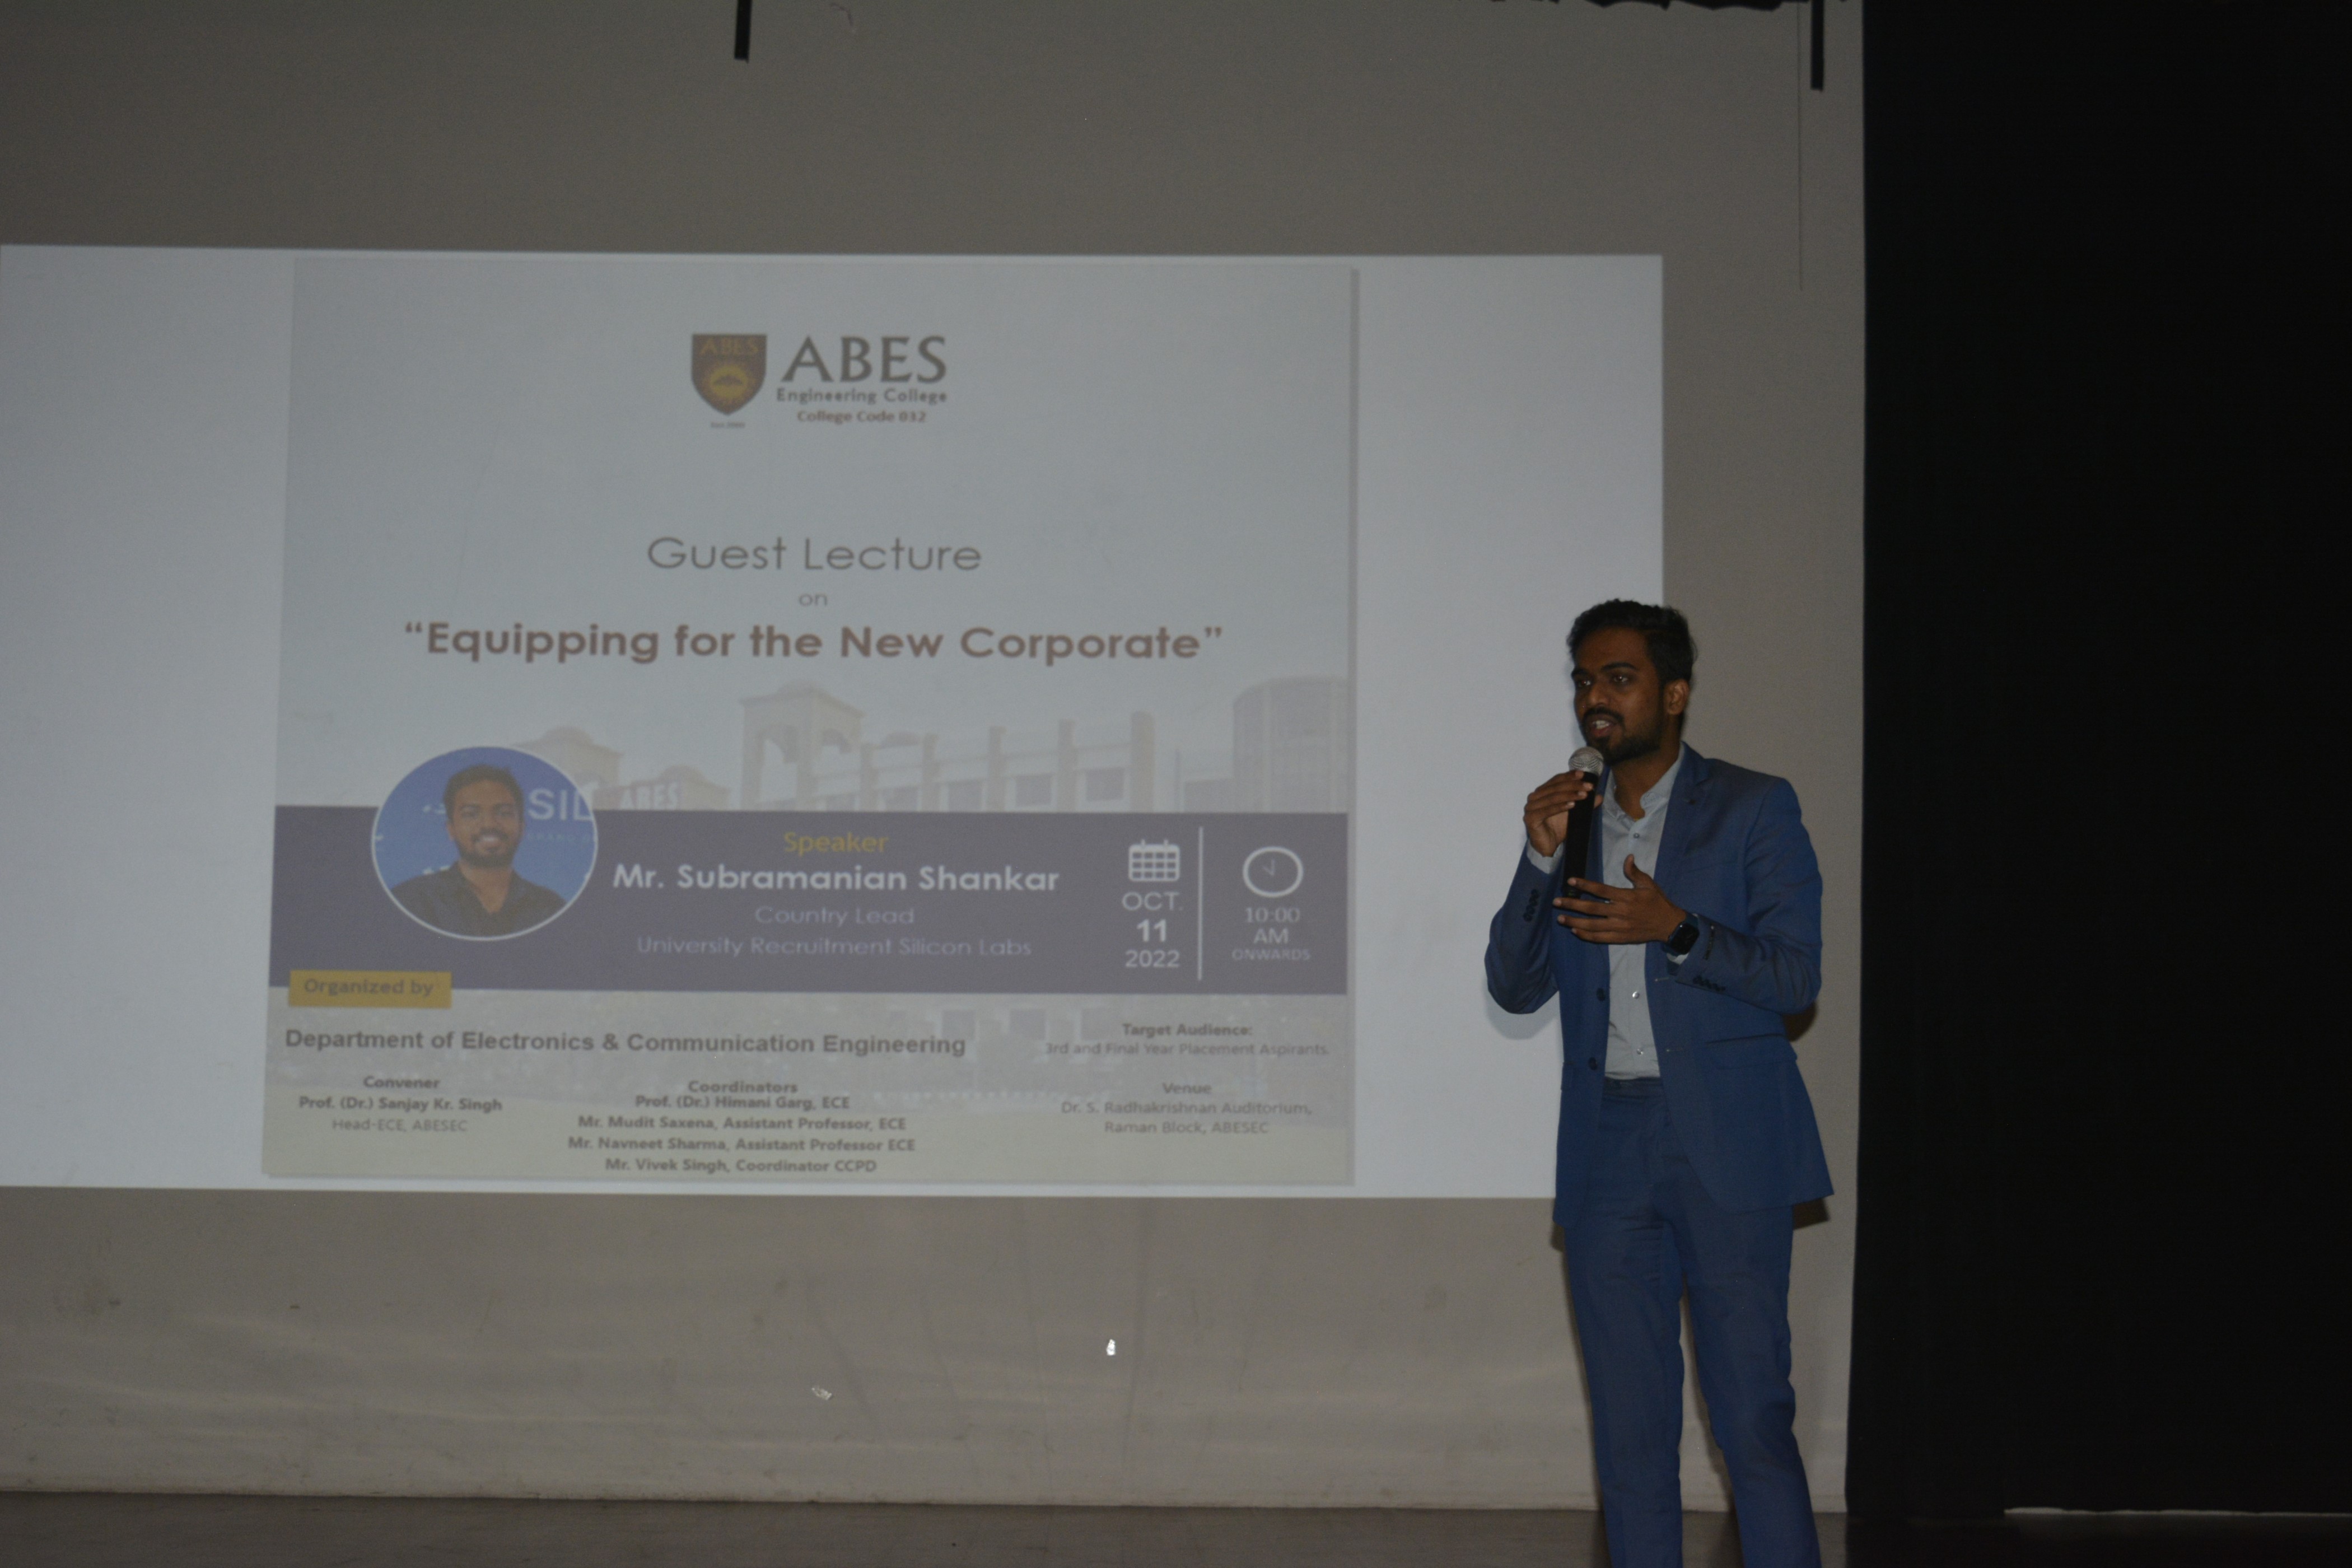 ABES
ABES
Engineering College
College Code 032
Guest Lecture
on
“Equipping for the New Corporate”
ABES
SIL
Speaker
Mr. Subramanian Shankar
Country Lead
University Recruitment Silicon Labs
OCT.
11
2022
10:00
AM
ONWARDS
Organized by
Department of Electronics & Communication Engineering
Target Audience:
3rd and Final Year Placement Aspirants.
Convener
Prof. (Dr.) Sanjay Kr. Singh
Head-ECE, ABESEC
Coordinators
Prof. (Dr.) Himani Garg, ECE
Mr. Mudit Saxena, Assistant Professor, ECE
Mr. Navneet Sharma, Assistant Professor ECE
Mr. Vivek Singh, Coordinator CCPD
Venue
Dr. S. Radhakrishnan Auditorium,
Raman Block, ABESEC